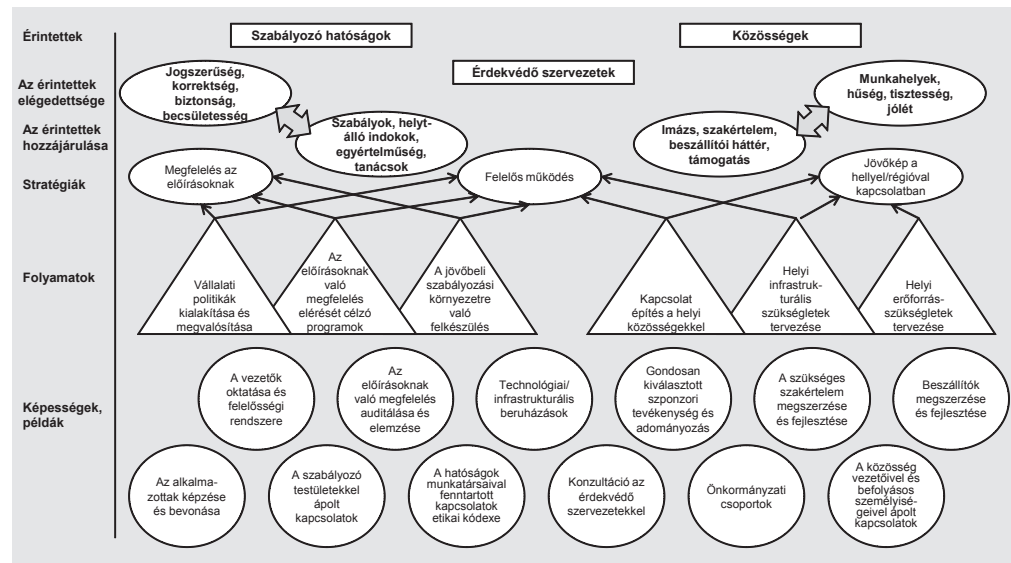 Érintettek
Szabályozó hatóságok
Közösségek
Érdekvédő szervezetek
Az érintettek
elégedettsége
Jogszerűség,
korrektség,
biztonság,
becsületesség
Munkahelyek,
hűség, tisztesség,
jólét
Az érintettek
hozzájárulása
Szabályok, helyt-
álló indokok,
egyértelműség,
tanácsok
Imázs, szakértelem,
beszállítói háttér,
támogatás
Stratégiák
Megfelelés az
előírásoknak
Felelős működés
Jövőkép a
hellyel/régióval
kapcsolatban
Folyamatok
Vállalati
politikák
kialakítása és
megvalósítása
Az
előírásoknak
való
megfelelés
elérését célzó
programok
A jövőbeli
szabályozási
környezetre
való
felkészülés
Kapcsolat
építés a helyi
közösségekkel
Helyi
infrastruk-
turális
szükségletek
tervezése
Helyi
erőforrás-
szükségletek
tervezése
Képességek,
példák
A vezetők
oktatása és
felelősségi
rendszere
Az
előírásoknak
való megfelelés
auditálása és
elemzése
Technológiai/
infrastrukturális
beruházások
Gondosan
kiválasztott
szponzori
tevékenység és
adományozás
A szükséges
szakértelem
megszerzése
és fejlesztése
Beszállítók
megszerzése
és fejlesztése
Az alkalma-
zottak képzése
és bevonása
A szabályozó
testületekkel
ápolt
kapcsolatok
A hatóságok
munkatársaival
fenntartott
kapcsolatok
etikai kódexe
Konzultáció az
érdekvédő
szervezetekkel
Önkormányzati
csoportok
A közösség
vezetőivel és
befolyásos
személyisé-
geivel ápolt
kapcsolatok